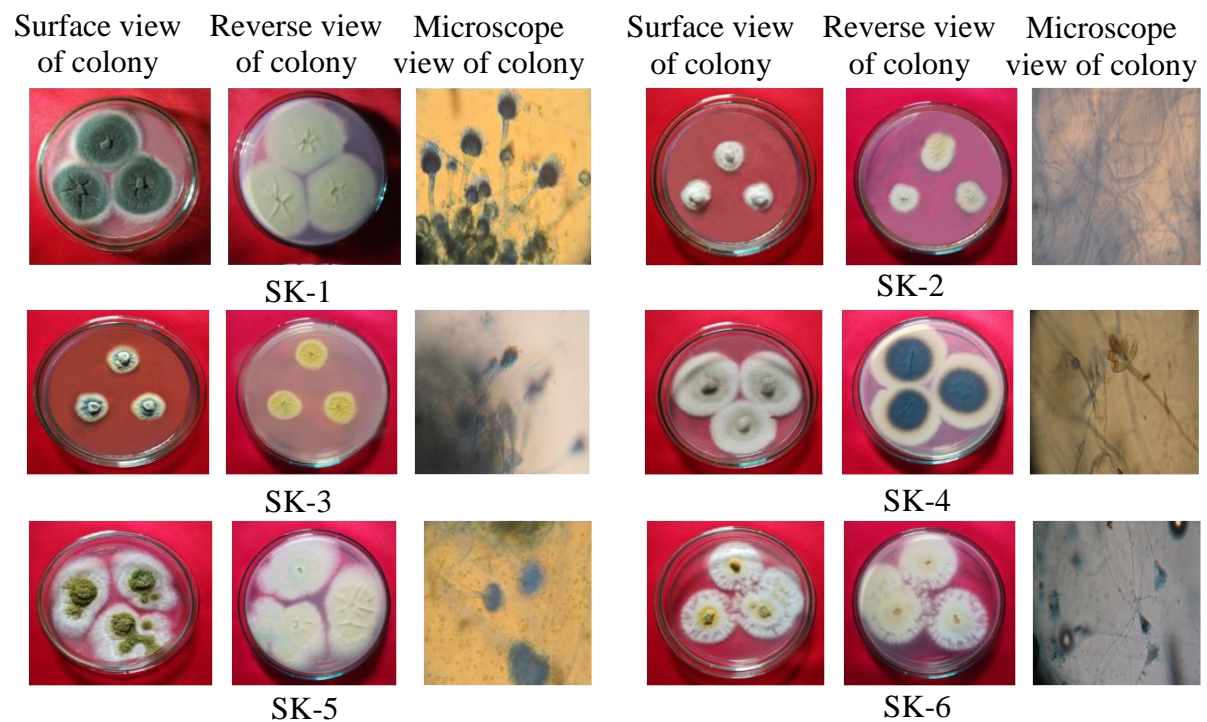 Surface view
of colony
Reverse view
of colony
Microscope
view of colony
Surface view
of colony
Reverse view
of colony
Microscope
view of colony
SK-1
SK-2
SK-3
SK-4
SK-5
SK-6